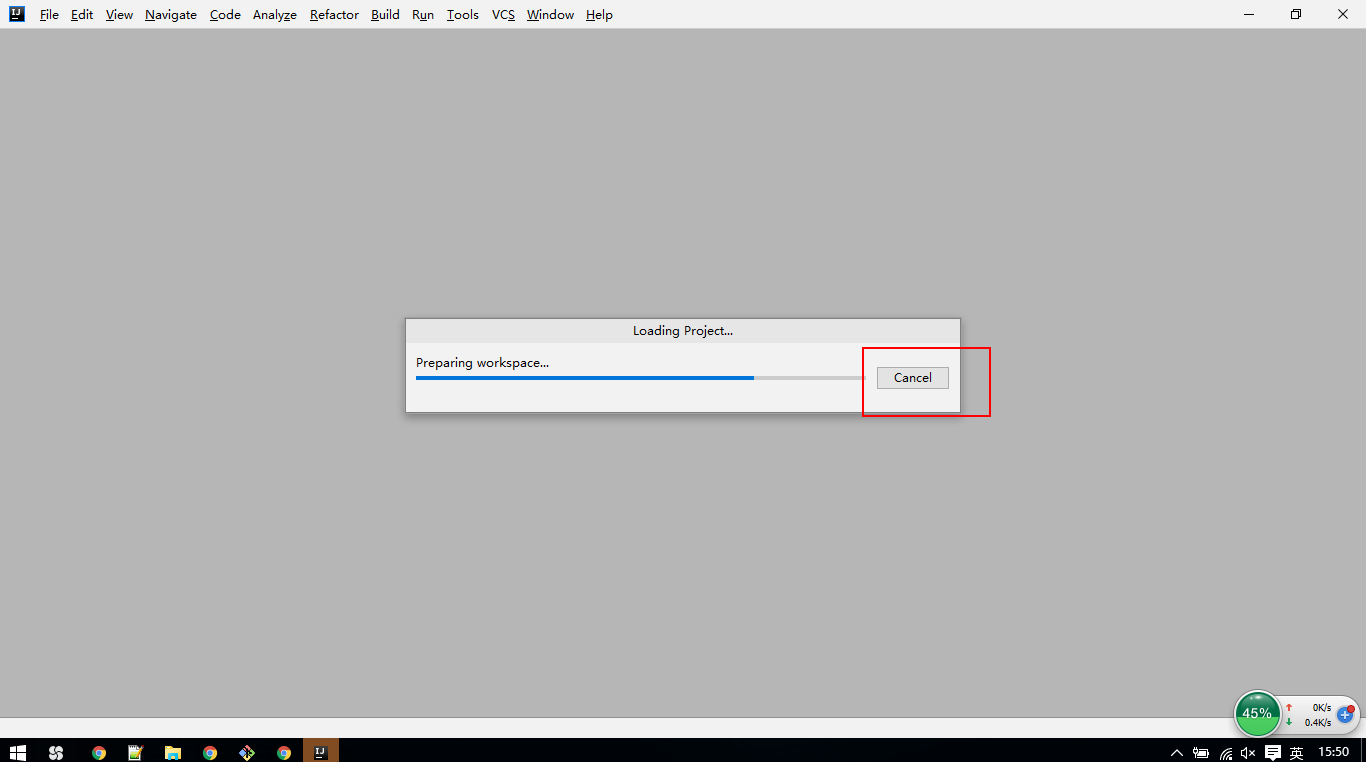 IJ File Edit View Navigate Code Analyze Refactor Build Run Tools VCS Window Help
Loading Project...
Preparing workspace...
Cancel
45%
0K/s
0.4K/s
IJ
英 15:50